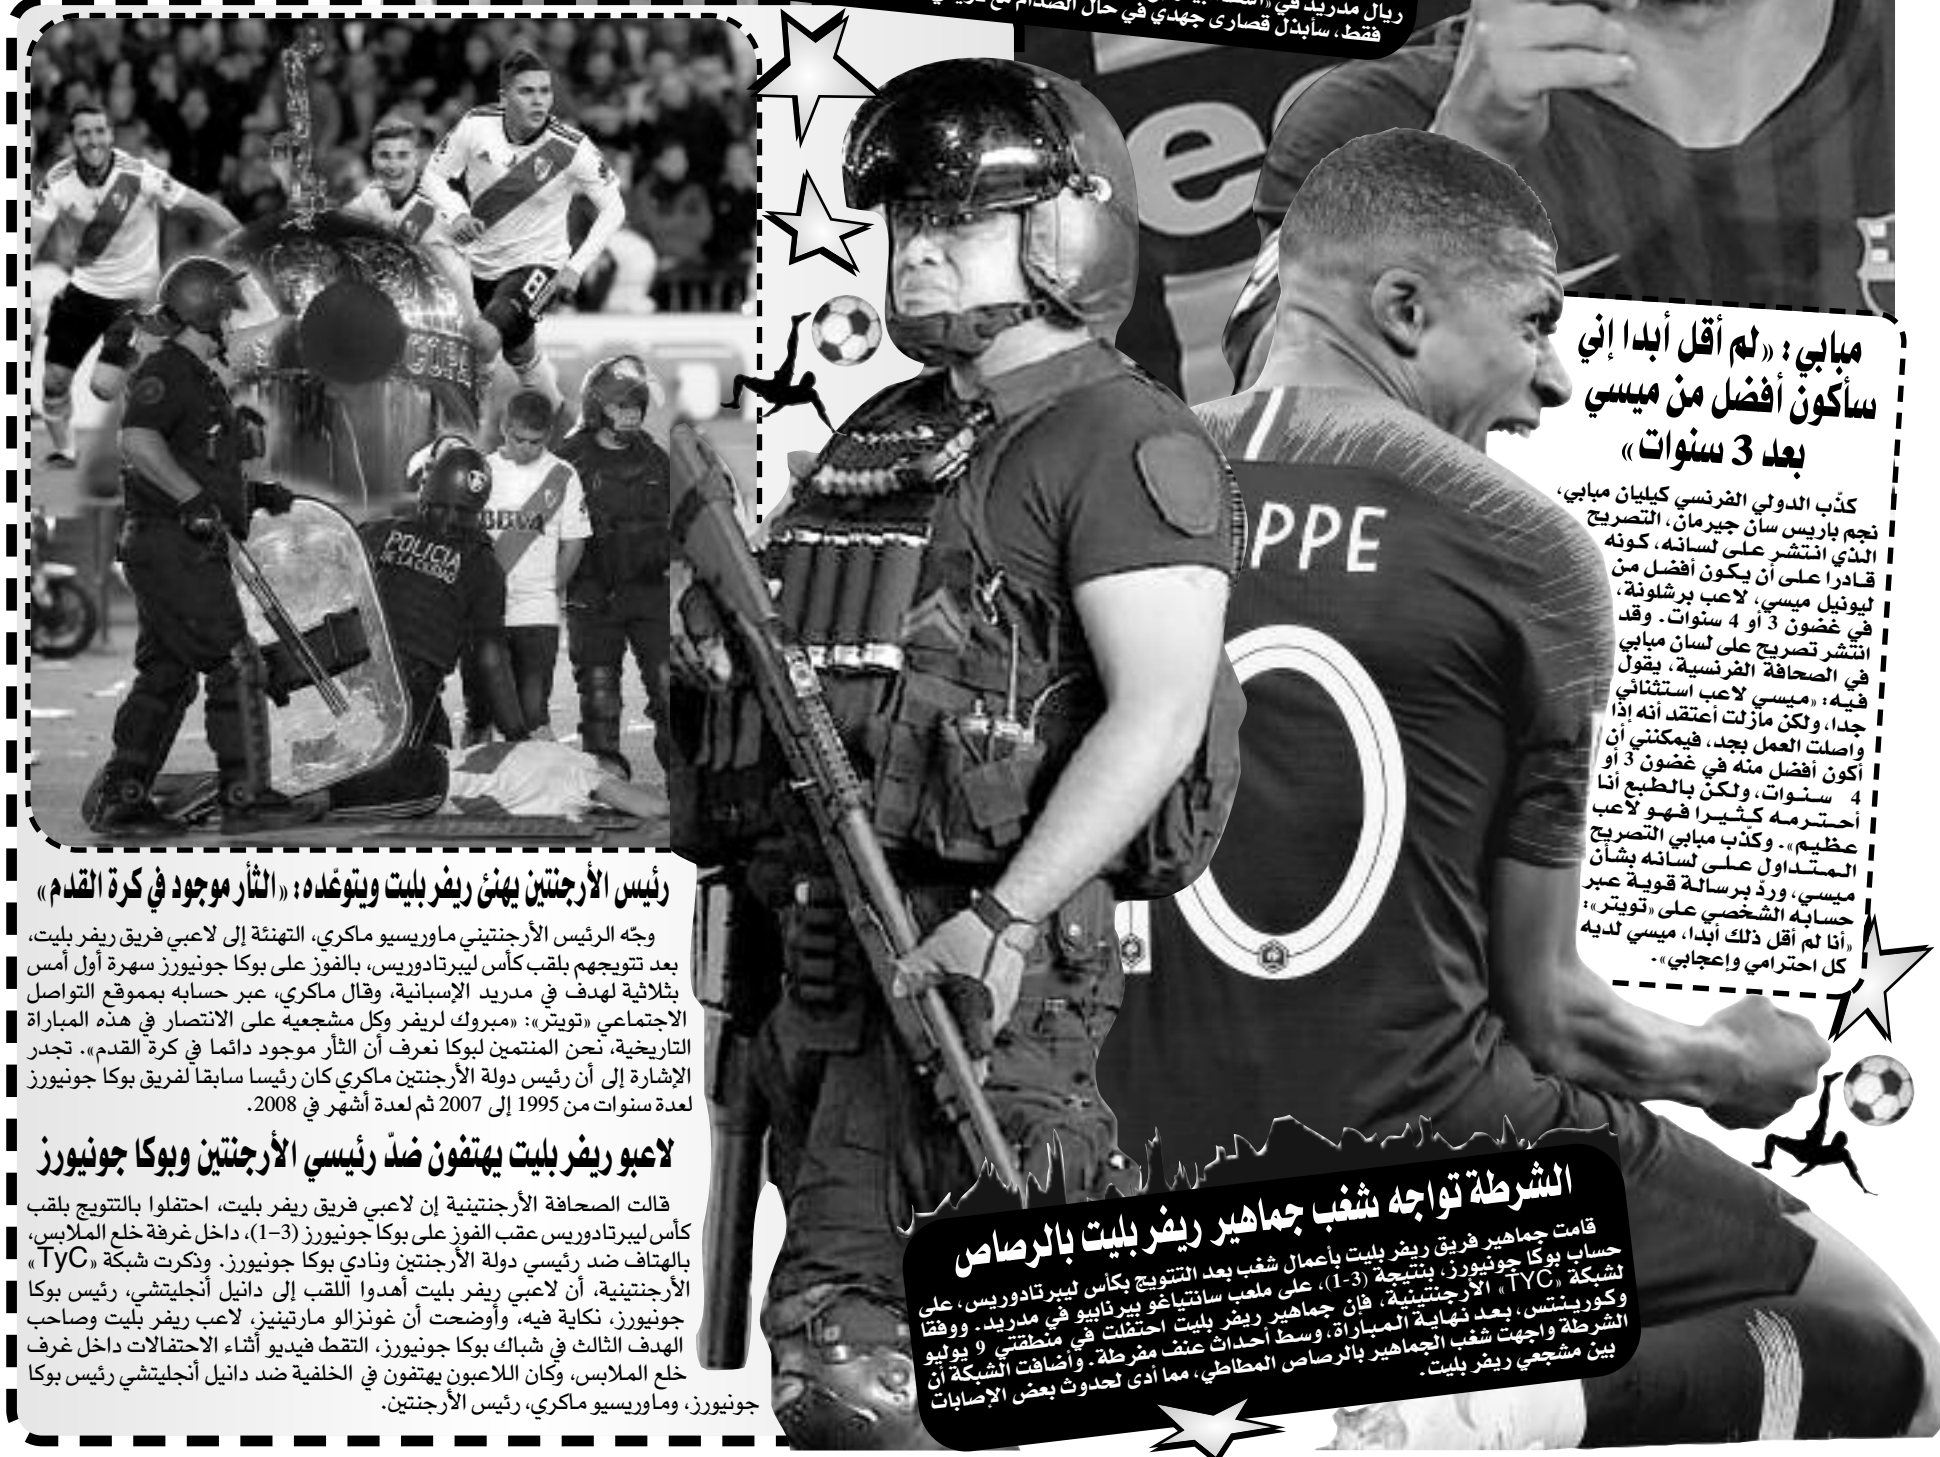 فقط، سأبذل قصارى جهدي في حال الصدام مع
مبابي: «لم أقل أبدا إني
سأكون أفضل من ميسي
بعد 3 سنوات»
كذّب الدولي الفرنسي كيليان مبابي،
نجم باريس سان جيرمان، التصريح
الذي انتشر على لسانه، كونه
قادرا على أن يكون أفضل من
ليونيل ميسي، لاعب برشلونة،
في غضون 3 أو 4 سنوات. وقد
انتشر تصريح على لسان مبابي
في الصحافة الفرنسية، يقول
فيه: «ميسي لاعب استثنائي
جدا، ولكن مازلت أعتقد أنه إذا
واصلت العمل بجد، فيمكنني أن
أكون أفضل منه في غضون 3 أو
4 سنوات، ولكن بالطبع أنا
أحترمه كثيرا فهو لاعب
عظيم». وكذّب مبابي التصريح
المتداول على لسانه بشأن
ميسي، وردّ برسالة قوية عبر
حسابه الشخصي على «تويتر»:
«أنا لم أقل ذلك أبدا، ميسي لديه
كل احترامي وإعجابي».
PPE
10
POLICIA
DE LA CIUDAD
BBVA
8
رئيس الأرجنتين يهنئ ريفر بليت ويتوعّده: «الثأر موجود في كرة القدم»
وجّه الرئيس الأرجنتيني ماوريسيو ماكري، التهنئة إلى لاعبي فريق ريفر بليت،
بعد تتويجهم بلقب كأس ليبرتادوريس، بالفوز على بوكا جونيورز سهرة أول أمس
بثلاثية لهدف في مدريد الإسبانية، وقال ماكري، عبر حسابه بموقع التواصل
الاجتماعي «تويتر»: «مبروك لريفر وكل مشجعيه على الانتصار في هذه المباراة
التاريخية، نحن المنتمين لبوكا نعرف أن الثأر موجود دائما في كرة القدم». تجدر
الإشارة إلى أن رئيس دولة الأرجنتين ماكري كان رئيسا سابقا لفريق بوكا جونيورز
لعدة سنوات من 1995 إلى 2007 ثم لعدة أشهر في 2008.
لاعبو ريفر بليت يهتفون ضدّ رئيسي الأرجنتين وبوكا جونيورز
قالت الصحافة الأرجنتينية إن لاعبي فريق ريفر بليت، احتفلوا بالتتويج بلقب
كأس ليبرتادوريس عقب الفوز على بوكا جونيورز (3–1)، داخل غرفة خلع الملابس،
بالهتاف ضد رئيسي دولة الأرجنتين ونادي بوكا جونيورز. وذكرت شبكة «TyC»
الأرجنتينية، أن لاعبي ريفر بليت أهدوا اللقب إلى دانيل أنجليتشي، رئيس بوكا
جونيورز، نكاية فيه، وأوضحت أن غونزالو مارتينيز، لاعب ريفر بليت وصاحب
الهدف الثالث في شباك بوكا جونيورز، التقط فيديو أثناء الاحتفالات داخل غرف
خلع الملابس، وكان اللاعبون يهتفون في الخلفية ضد دانيل أنجليتشي رئيس بوكا
جونيورز، وماوريسيو ماكري، رئيس الأرجنتين.
الشرطة تواجه شغب جماهير ريفر بليت بالرصاص
قامت جماهير فريق ريفر بليت بأعمال شغب بعد التتويج بكأس ليبرتادوريس، على
حساب بوكا جونيورز، بنتيجة (3-1)، على ملعب سانتياغو بيرنابيو في مدريد. ووفقا
لشبكة «TYC» الأرجنتينية، فإن جماهير ريفر بليت احتفلت في منطقتي 9 يوليو
وكورينتس، بعد نهاية المباراة، وسط أحداث عنف مفرطة. وأضافت الشبكة أن
الشرطة واجهت شغب الجماهير بالرصاص المطاطي، مما أدى لحدوث بعض الإصابات
بين مشجعي ريفر بليت.